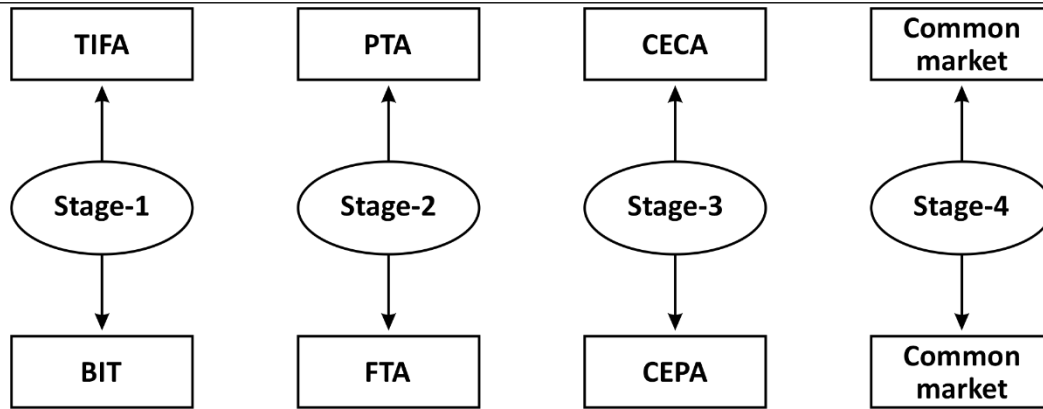 TIFA
PTA
CECA
Common
market
Stage-1
Stage-2
Stage-3
Stage-4
BIT
FTA
CEPA
Common
market